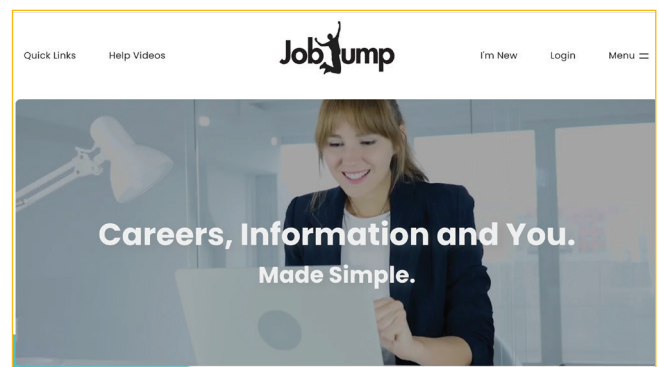 Quick Links
Help Videos
JobJump
I'm New
Login
Menu
Careers, Information and You.
Made Simple.